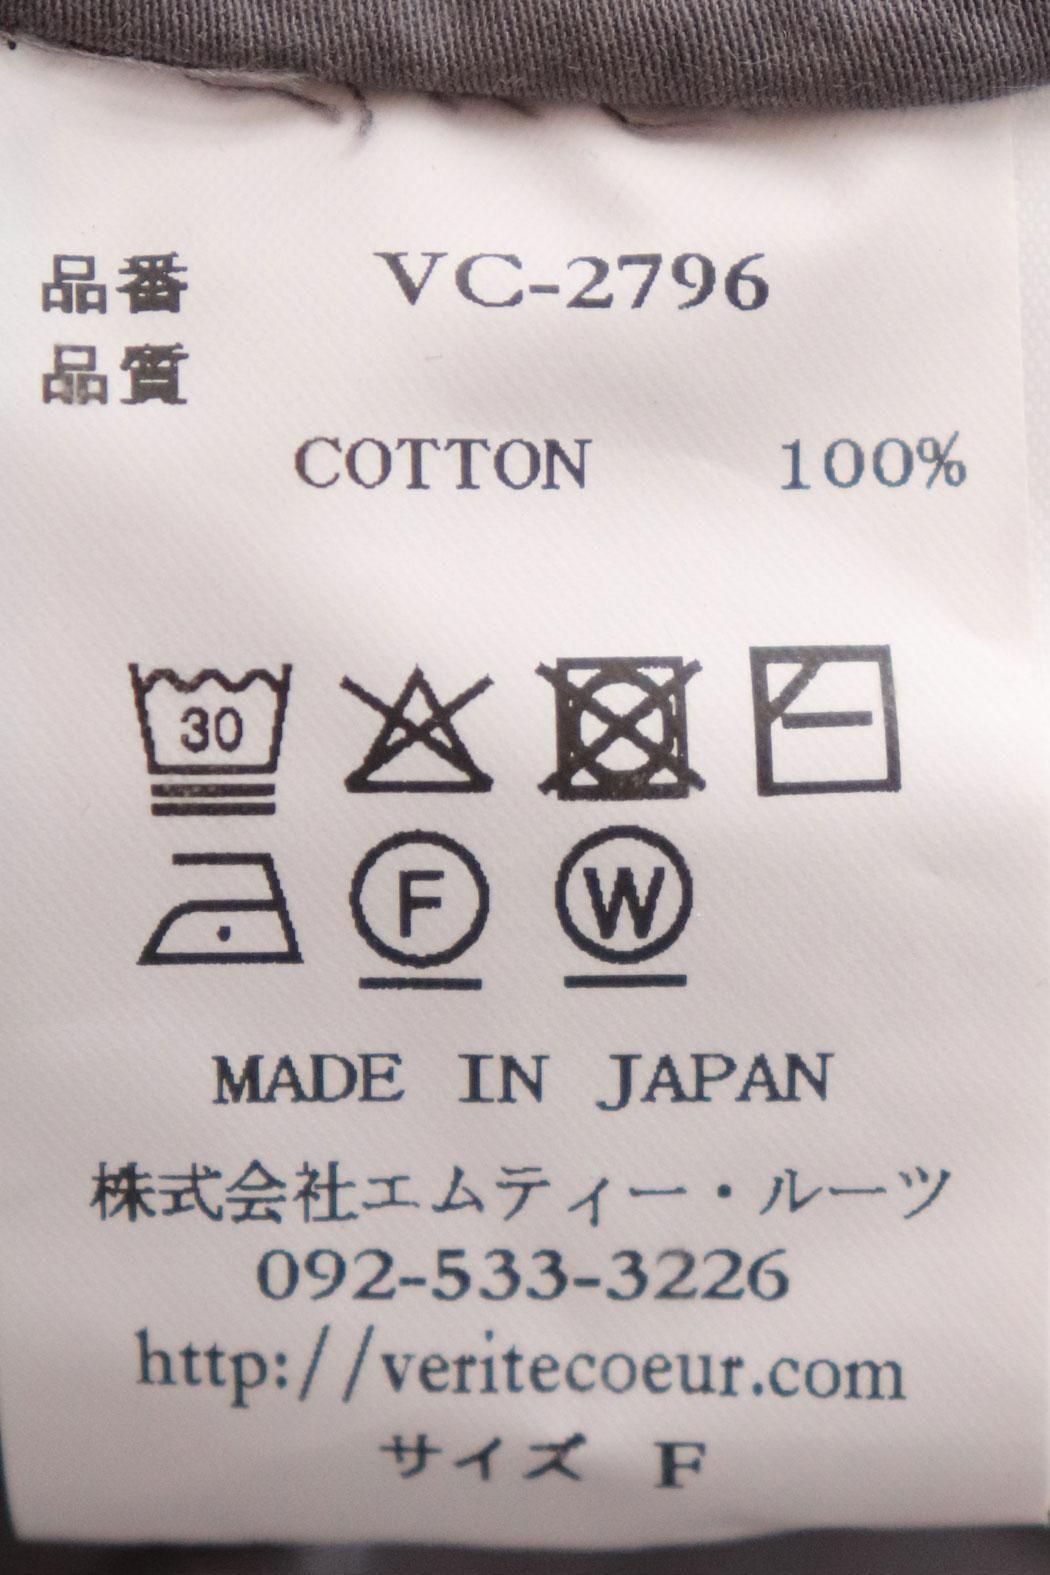 品番 VC-2796
品質
COTTON 100%
30
F W
MADE IN JAPAN
株式会社エムティー・ルーツ
092-533-3226
http://veritecoeur.com
サイズ F